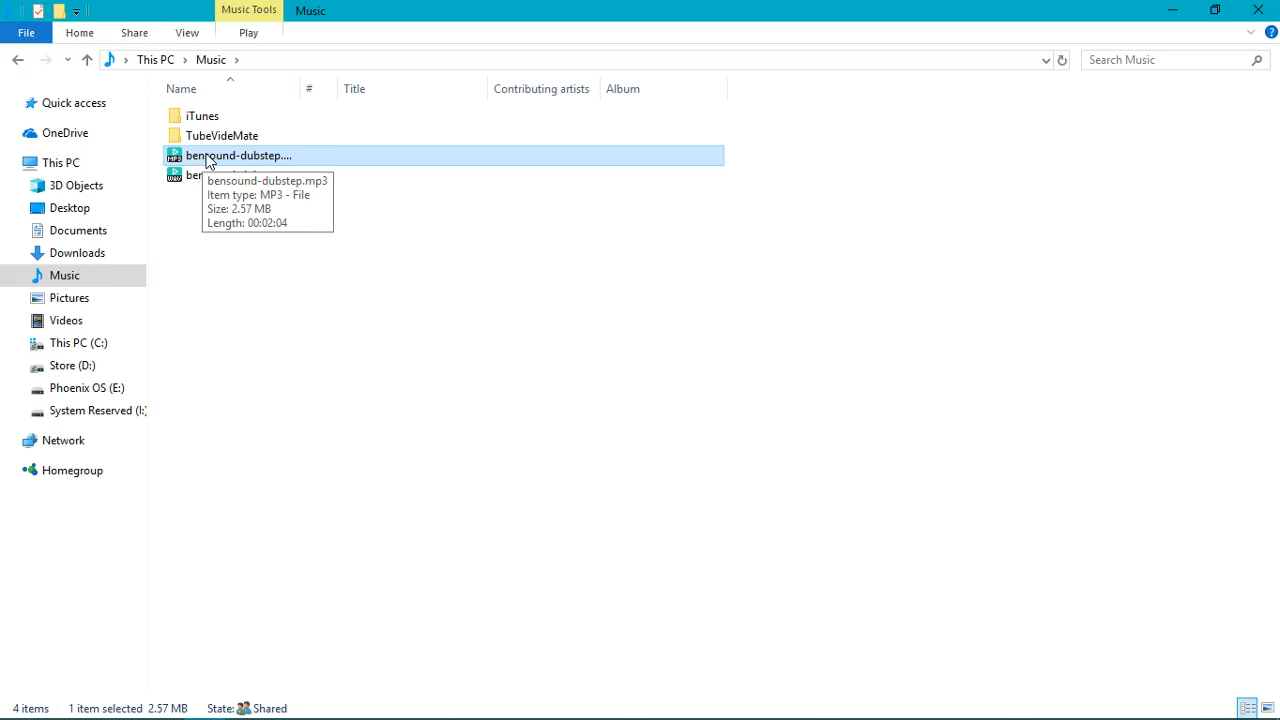 Music Tools
Music
File
Home
Share
View
Play
This PC
Music
Search Music
Name
#
Title
Contributing artists
Album
Quick access
OneDrive
This PC
3D Objects
Desktop
Documents
Downloads
Music
Pictures
Videos
This PC (C:)
Store (D:)
Phoenix OS (E:)
System Reserved (I:)
Network
Homegroup
iTunes
TubeVideMate
MP3
bensound-dubstep....
bensound-dubstep.mp3
Item type: MP3 - File
Size: 2.57 MB
Length: 00:02:04
4 items
1 item selected 2.57 MB
State:
Shared